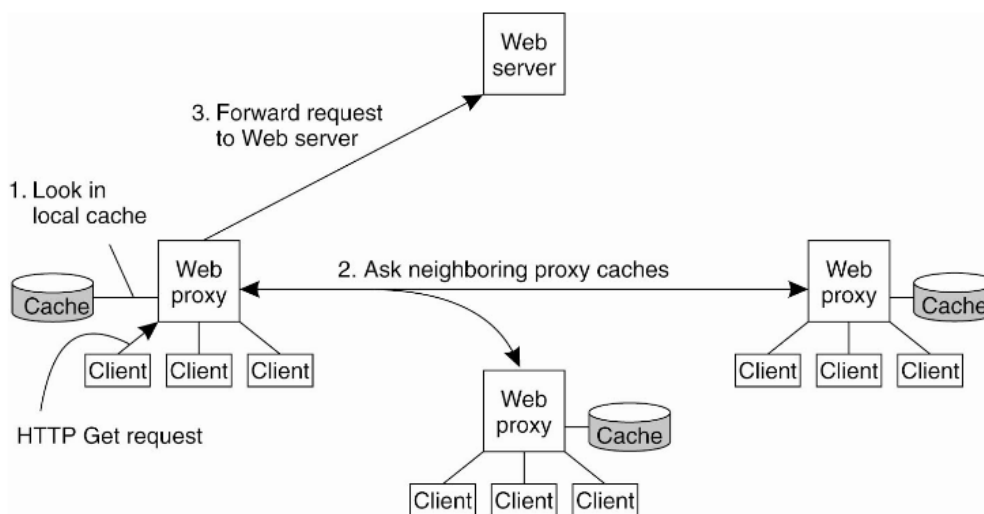 Web
server
3. Forward request
to Web server
1. Look in
local cache
Web
proxy
2. Ask neighboring proxy caches
Web
proxy
Cache
Cache
Client
Client
Client
Client
Client
Client
HTTP Get request
Web
proxy
Cache
Client
Client
Client